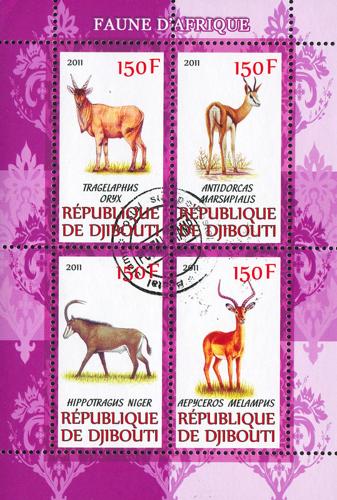 FAUNE D'AFRIQUE
2011 150F
TRAGELAPHUS
ORYX
RÉPUBLIQUE
DE DJIBOUTI
2011 150F
ANTIDORCAS
MARSUPIALIS
RÉPUBLIQUE
DE DJIBOUTI
2011 150F
HIPPOTRAGUS NIGER
RÉPUBLIQUE
DE DJIBOUTI
2011 150F
AEPYCEROS MELAMPUS
RÉPUBLIQUE
DE DJIBOUTI